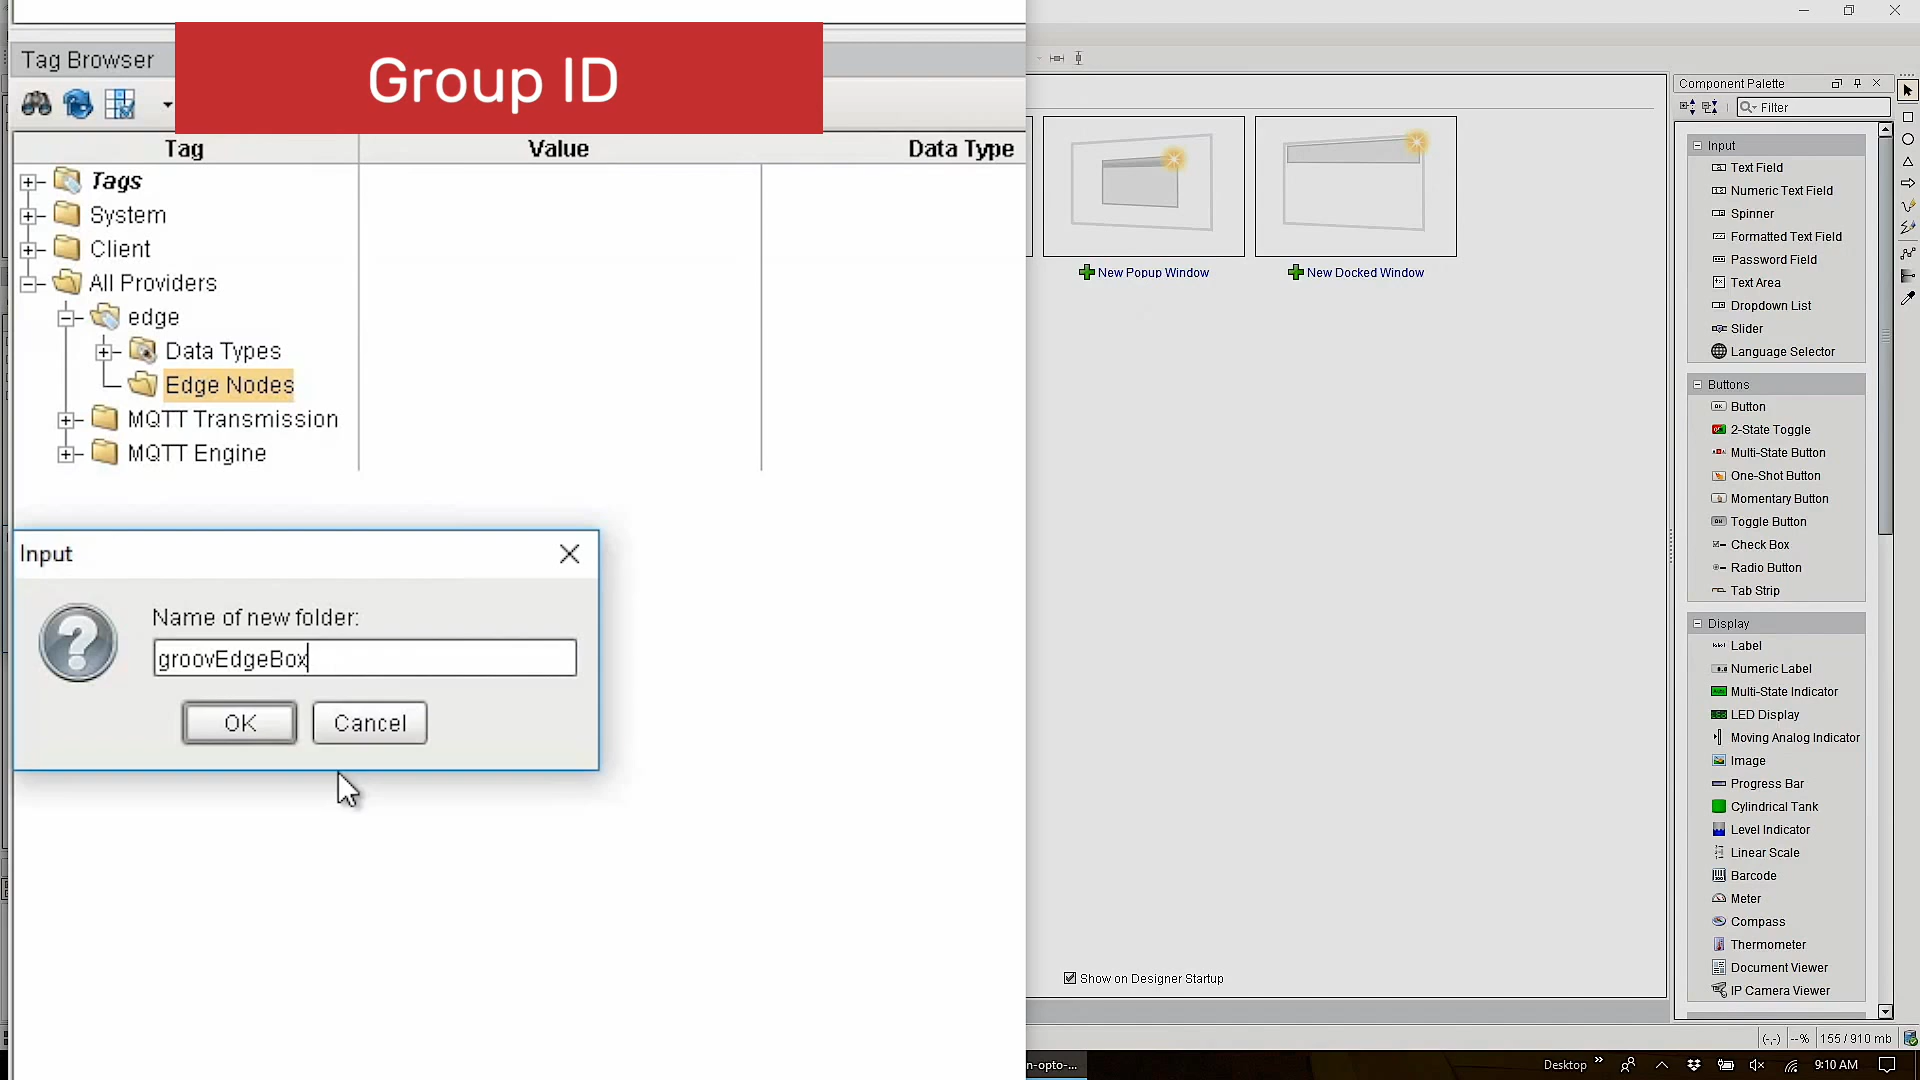 Group ID
Tag Browser
Tag Value Data Type
Tags
System
Client
All Providers
edge
Data Types
Edge Nodes
MQTT Transmission
MQTT Engine
Input
Name of new folder:
groovEdgeBox
OK Cancel
New Popup Window
New Docked Window
Show on Designer Startup
Component Palette
Filter
Input
Text Field
Numeric Text Field
Spinner
Formatted Text Field
Password Field
Text Area
Dropdown List
Slider
Language Selector
Buttons
Button
2-State Toggle
Multi-State Button
One-Shot Button
Momentary Button
Toggle Button
Check Box
Radio Button
Tab Strip
Display
Label
Numeric Label
Multi-State Indicator
LED Display
Moving Analog Indicator
Image
Progress Bar
Cylindrical Tank
Level Indicator
Linear Scale
Barcode
Meter
Compass
Thermometer
Document Viewer
IP Camera Viewer
(-,-) --% 155 / 910 mb
n-opto-...
Desktop
9:10 AM